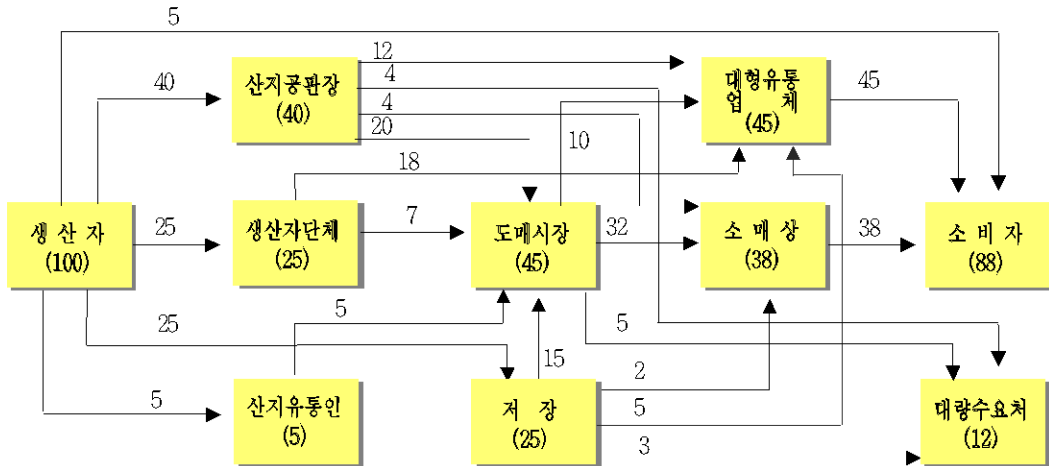 5
12
40
산지공판장
(40)
4
4
20
대형유통
업 체
(45)
45
10
18
생 산 자
(100)
25
생산자단체
(25)
7
도매시장
(45)
32
소 매 상
(38)
38
소 비 자
(88)
25
5
5
15
2
5
3
5
산지유통인
(5)
저 장
(25)
대량수요처
(12)